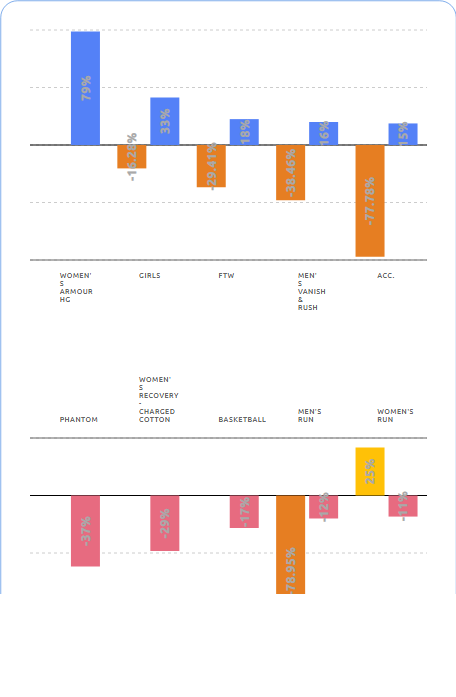 79%
-16.28%
33%
-29.41%
18%
-38.46%
16%
-77.78%
15%
WOMEN'
S
ARMOUR
HG
GIRLS
FTW
MEN'
S
VANISH
&
RUSH
ACC.
PHANTOM
WOMEN'
S
RECOVERY
-
CHARGED
COTTON
BASKETBALL
MEN'S
RUN
WOMEN'S
RUN
-37%
-29%
-17%
-78.95%
-12%
25%
-11%